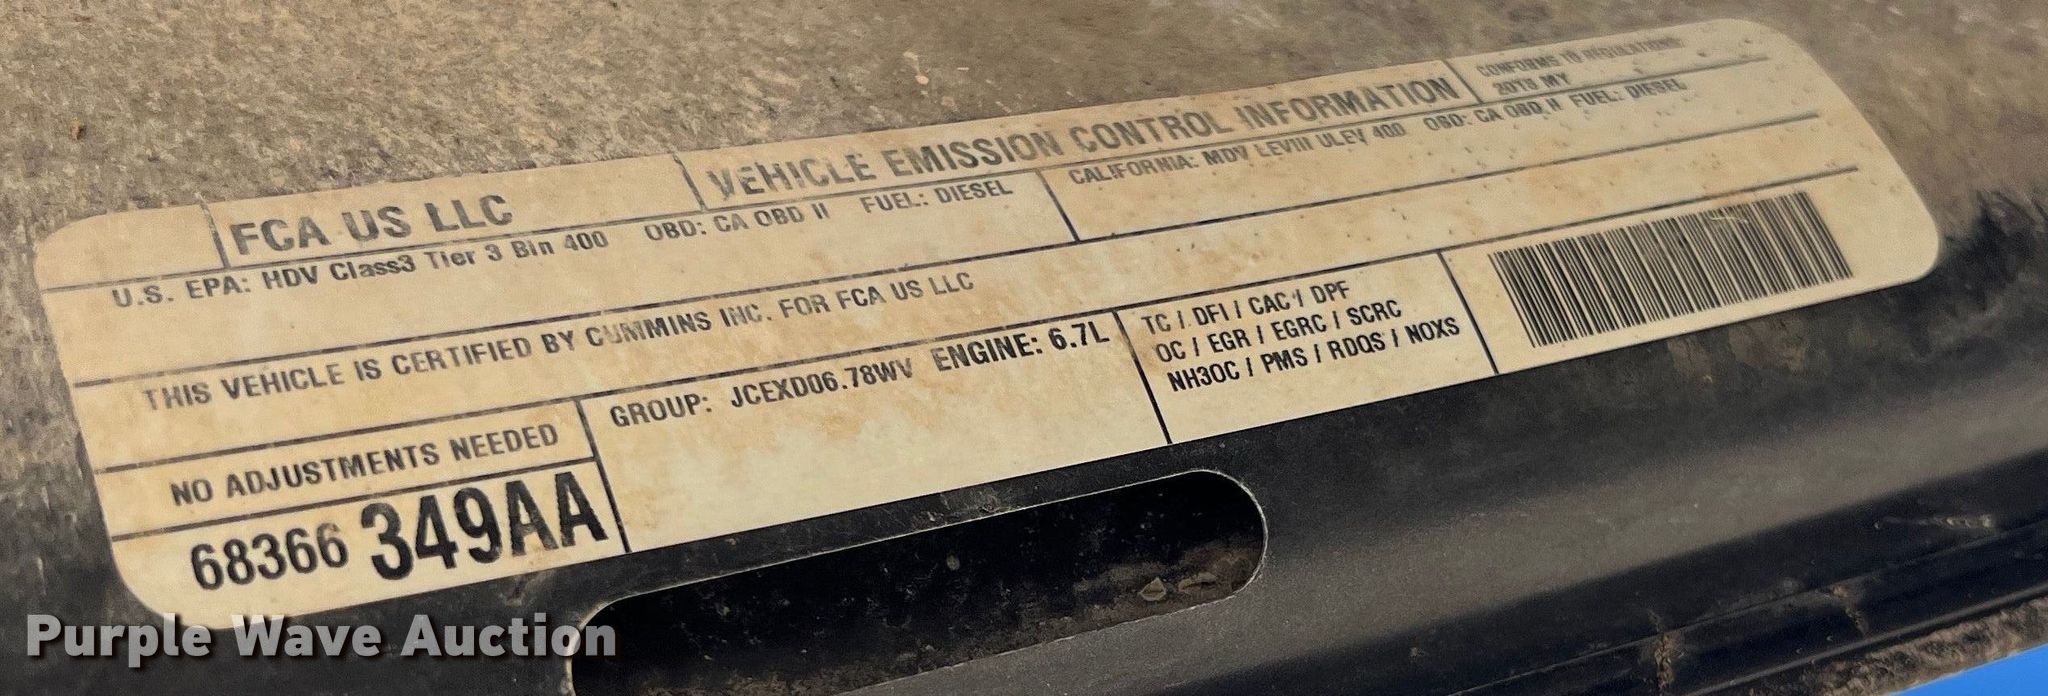 FCA US LLC
VEHICLE EMISSION CONTROL INFORMATION
CONFORMS TO REGULATIONS:
2018 MY
U.S. EPA: HDV Class3 Tier 3 Bin 400 OBD: CA OBD II FUEL: DIESEL
CALIFORNIA: MDV LEVIII ULEV 400 OBD: CA OBD II FUEL: DIESEL
THIS VEHICLE IS CERTIFIED BY CUMMINS INC. FOR FCA US LLC
NO ADJUSTMENTS NEEDED
68366 349AA
GROUP: JCEXD06.78WV ENGINE: 6.7L
TC / DFI / CAC / DPF
OC / EGR / EGRC / SCRC
NH3OC / PMS / RDQS / NOXS
Purple Wave Auction